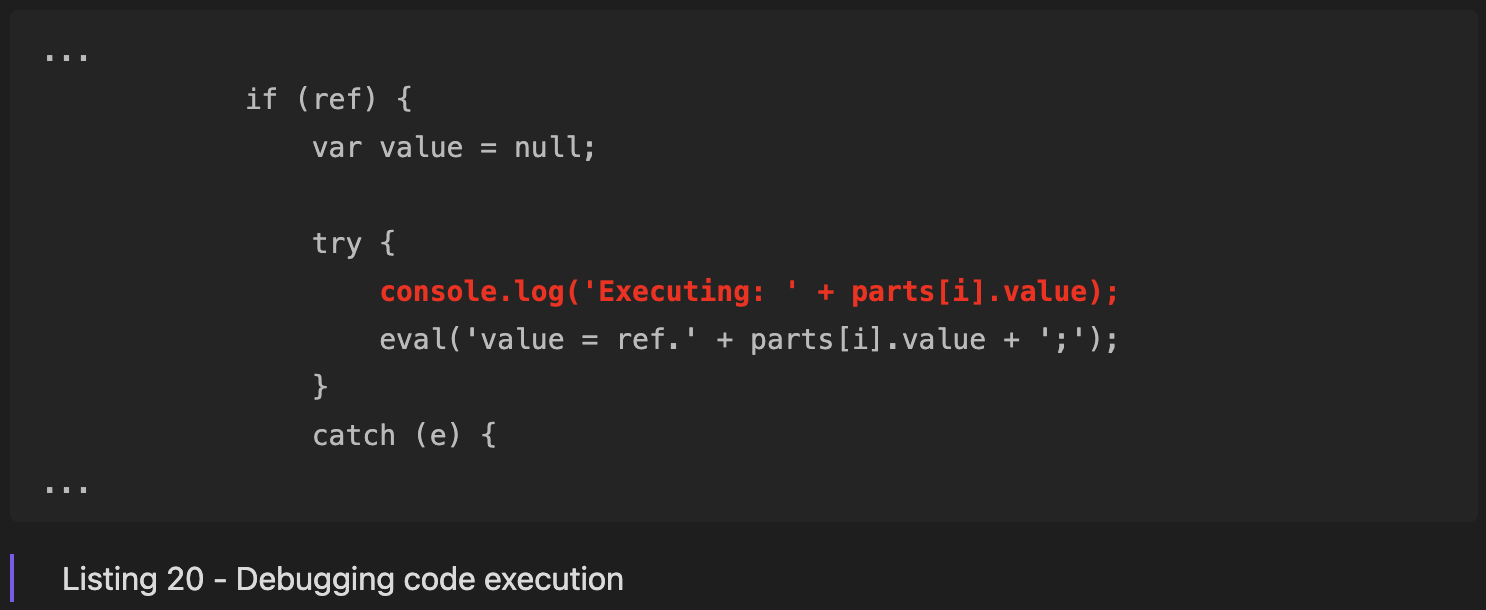 ...
if (ref) {
var value = null;
try {
console.log('Executing: ' + parts[i].value);
eval('value = ref.' + parts[i].value + ';');
}
catch (e) {
...
Listing 20 - Debugging code execution